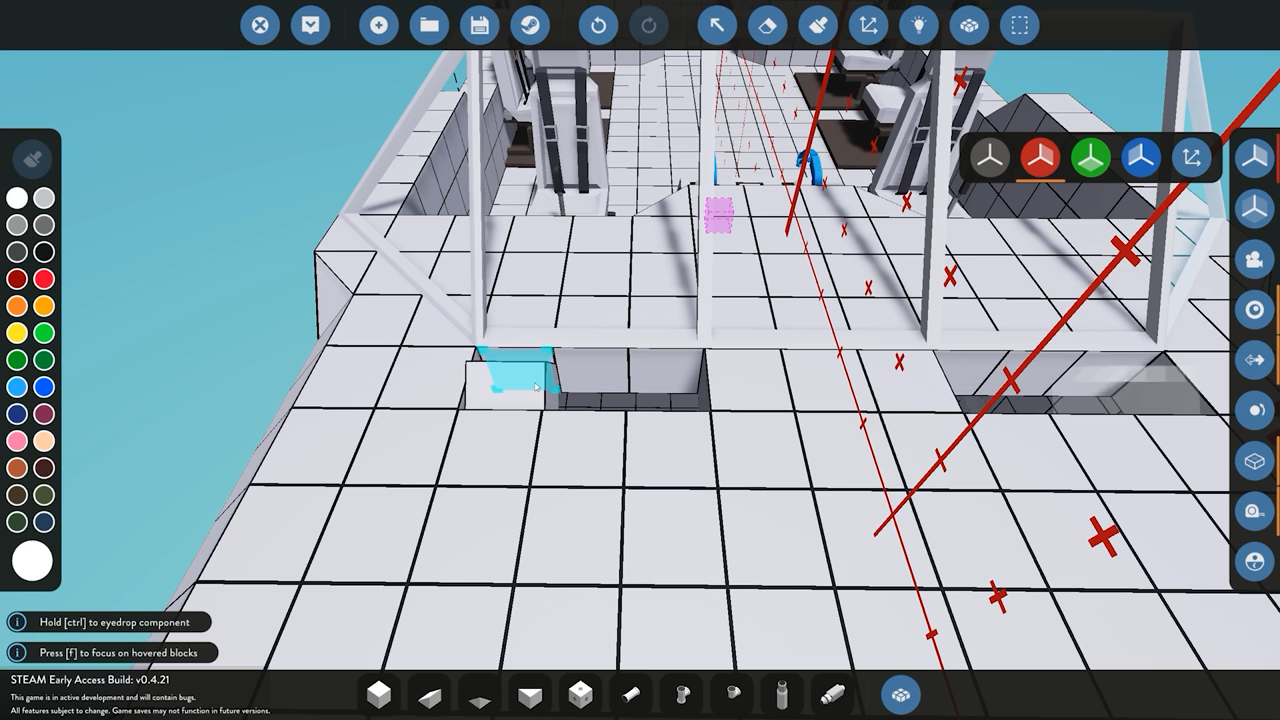 Hold [ctrl] to eyedrop component
Press [f] to focus on hovered blocks
STEAM Early Access Build: v0.4.21
This game is in active development and will contain bugs.
All features subject to change. Game saves may not function in future versions.